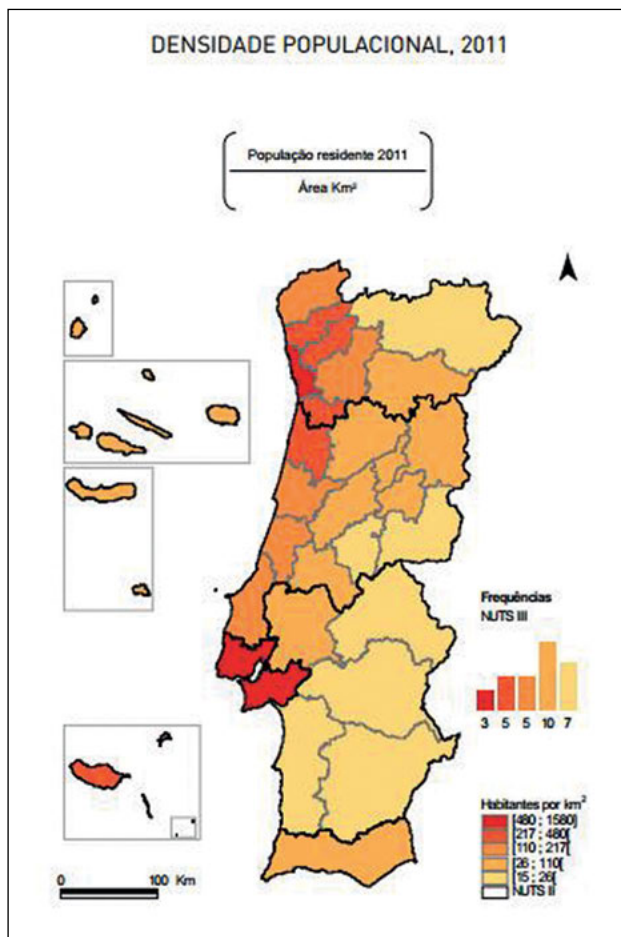 DENSIDADE POPULACIONAL, 2011
População residente 2011
Área Km²
Frequências
NUTS III
3 5 5 10 7
Habitantes por km²
[480 ; 1580]
[217 ; 480[
[110 ; 217[
[26 ; 110[
[15 ; 26[
NUTS II
0 100 Km